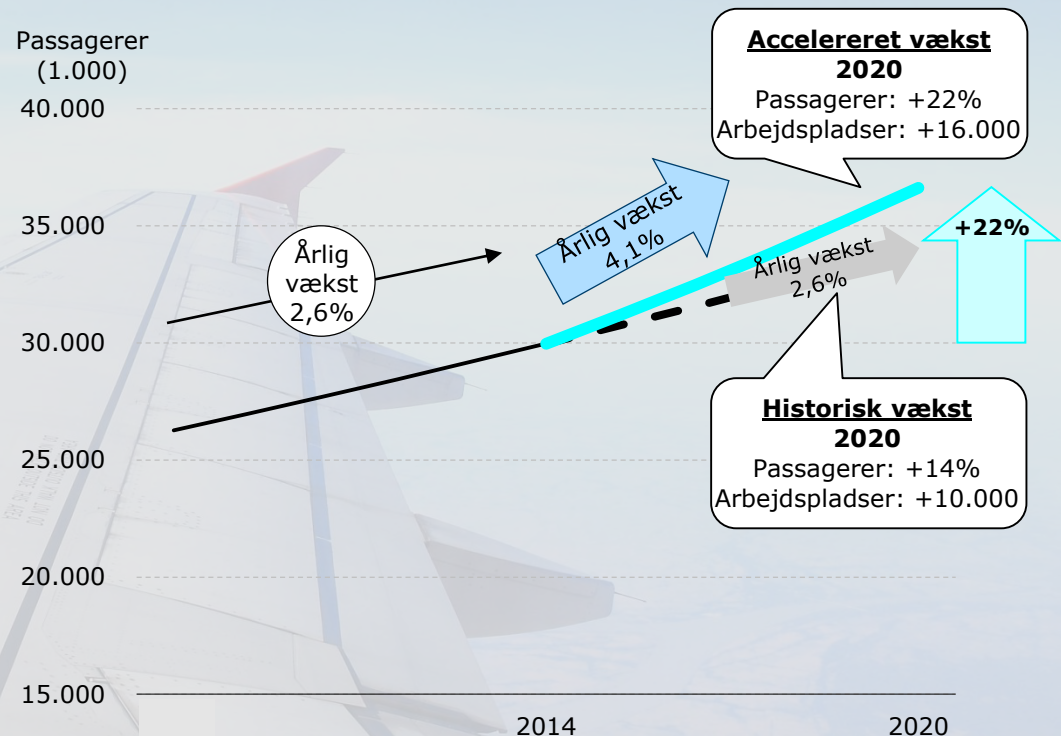 Passagerer
(1.000)
40.000
35.000
30.000
25.000
20.000
15.000
2014
2020
Årlig
vækst
2,6%
Årlig vækst
4,1%
Årlig vækst
2,6%
Accelereret vækst
2020
Passagerer: +22%
Arbejdspladser: +16.000
+22%
Historisk vækst
2020
Passagerer: +14%
Arbejdspladser: +10.000